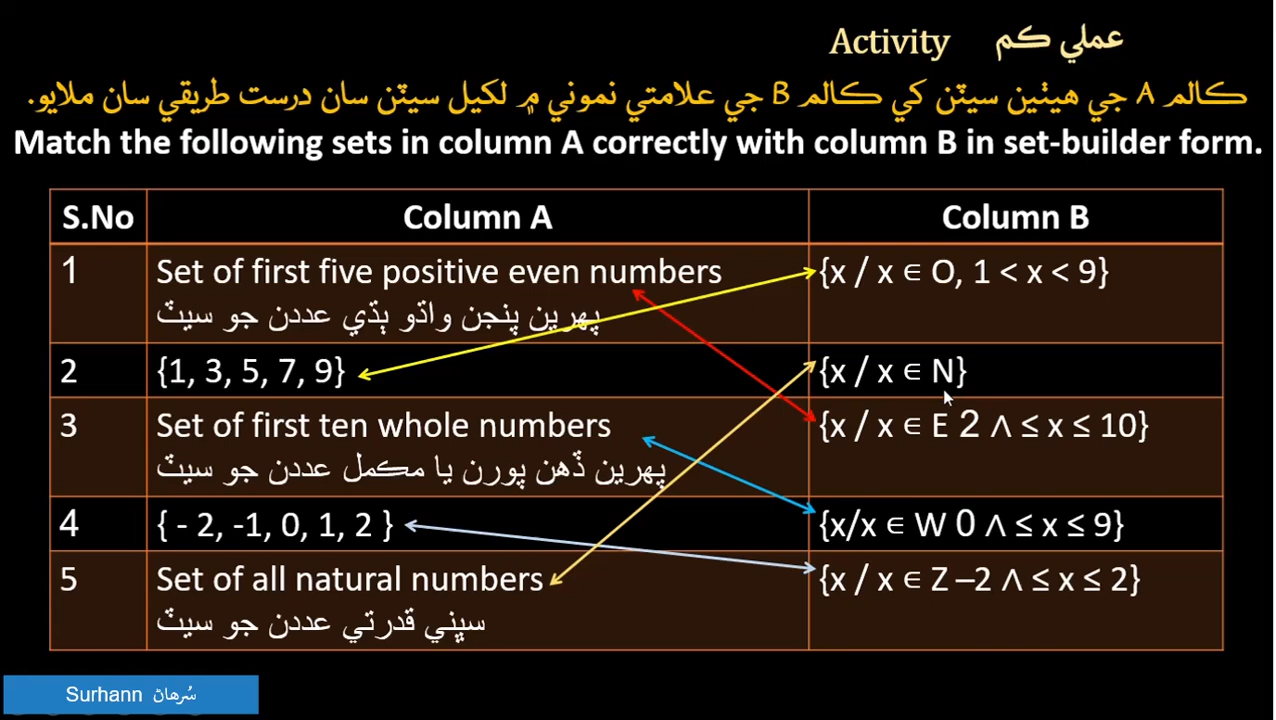 Activity عملي ڪم
ڪالم A جي هيٺين سيٽن کي ڪالم B جي علامتي نموني ۾ لکيل سيٽن سان درست طريقي سان ملايو.
Match the following sets in column A correctly with column B in set-builder form.
S.No Column A Column B
1 Set of first five positive even numbers {x / x ∈ O, 1 < x < 9}
پهرين پنجن واڌو ٻڌي عددن جو سيٽ
2 {1, 3, 5, 7, 9} {x / x ∈ N}
3 Set of first ten whole numbers {x / x ∈ E 2 ∧ ≤ x ≤ 10}
پهرين ڏهن پورن يا مڪمل عددن جو سيٽ
4 { - 2, -1, 0, 1, 2 } {x/x ∈ W 0 ∧ ≤ x ≤ 9}
5 Set of all natural numbers {x / x ∈ Z –2 ∧ ≤ x ≤ 2}
سڀني قدرتي عددن جو سيٽ
Surhann سُرهاڻ